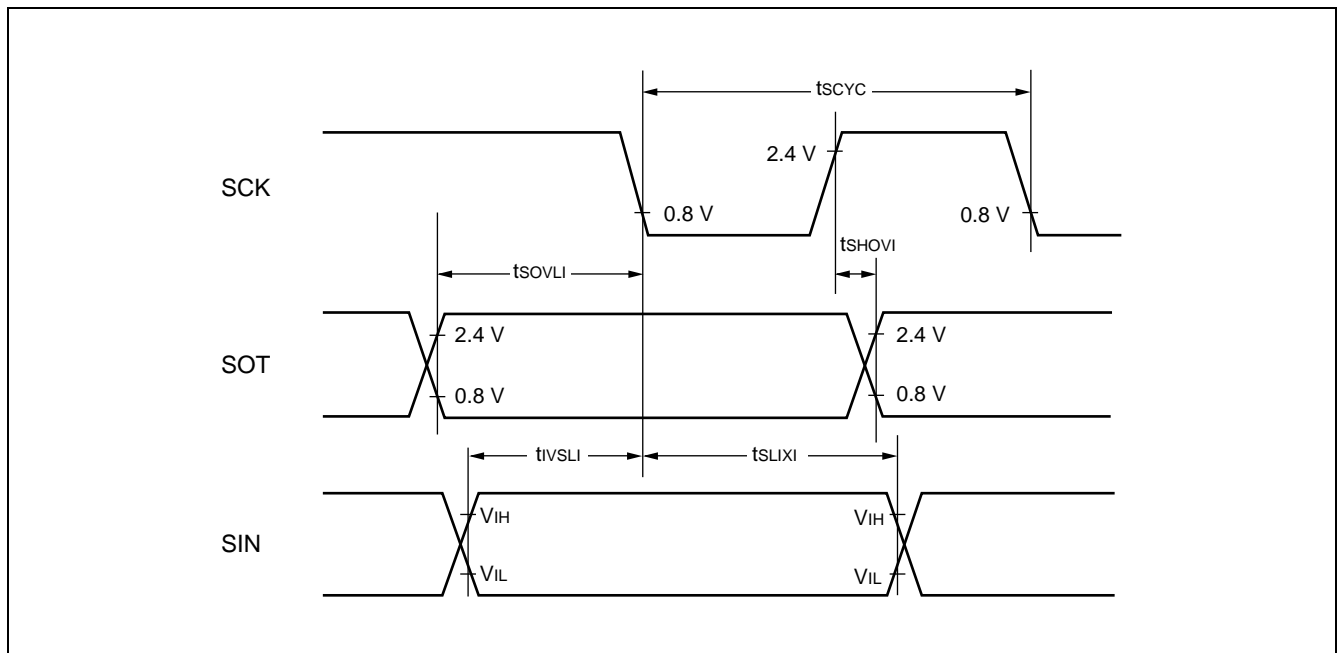 tSCYC
2.4 V
SCK
0.8 V
0.8 V
tSHOVI
tSOVLI
2.4 V
2.4 V
SOT
0.8 V
0.8 V
tIVSLI
tSLIXI
VIH
VIH
SIN
VIL
VIL